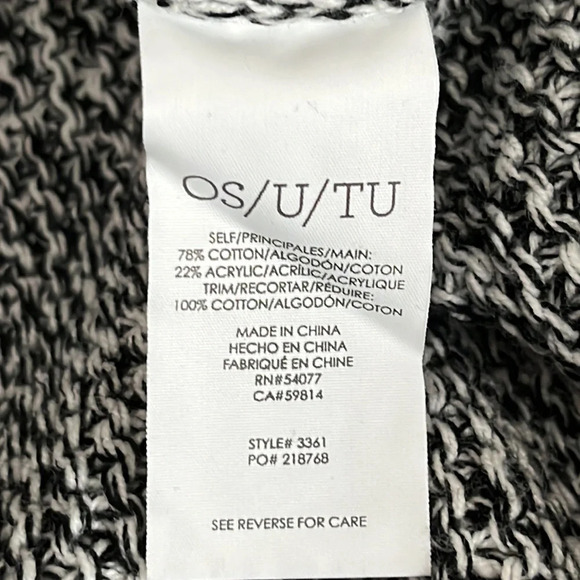 OS/U/TU
SELF/PRINCIPALES/MAIN:
78% COTTON/ALGODÓN/COTON
22% ACRYLIC/ACRÍLIC/ACRYLIQUE
TRIM/RECORTAR/RÉDUIRE:
100% COTTON/ALGODÓN/COTON
MADE IN CHINA
HECHO EN CHINA
FABRIQUÉ EN CHINE
RN#54077
CA#59814
STYLE# 3361
PO# 218768
SEE REVERSE FOR CARE